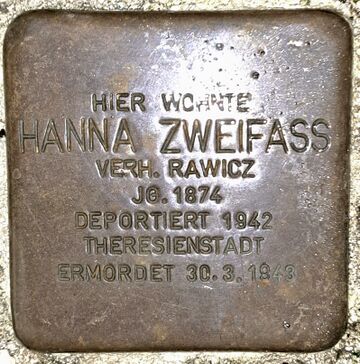 HIER WOHNTE
HANNA ZWEIFASS
VERH. RAWICZ
JG. 1874
DEPORTIERT 1942
THERESIENSTADT
ERMORDET 30.3.1943